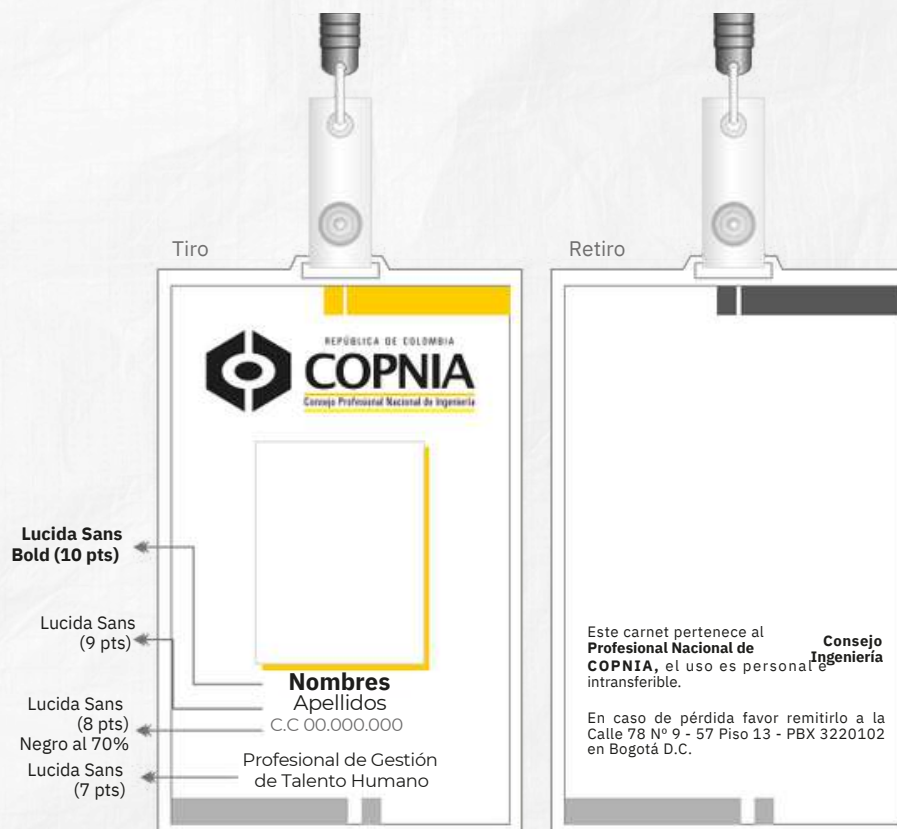 Tiro
REPÚBLICA DE COLOMBIA
COPNIA
Consejo Profesional Nacional de Ingeniería
Lucida Sans
Bold (10 pts)
Lucida Sans
(9 pts)
Lucida Sans
(8 pts)
Negro al 70%
Lucida Sans
(7 pts)
Nombres
Apellidos
C.C 00.000.000
Profesional de Gestión
de Talento Humano
Retiro
Este carnet pertenece al Consejo
Profesional Nacional de Ingeniería
COPNIA, el uso es personal e
intransferible.
En caso de pérdida favor remitirlo a la
Calle 78 Nº 9 - 57 Piso 13 - PBX 3220102
en Bogotá D.C.